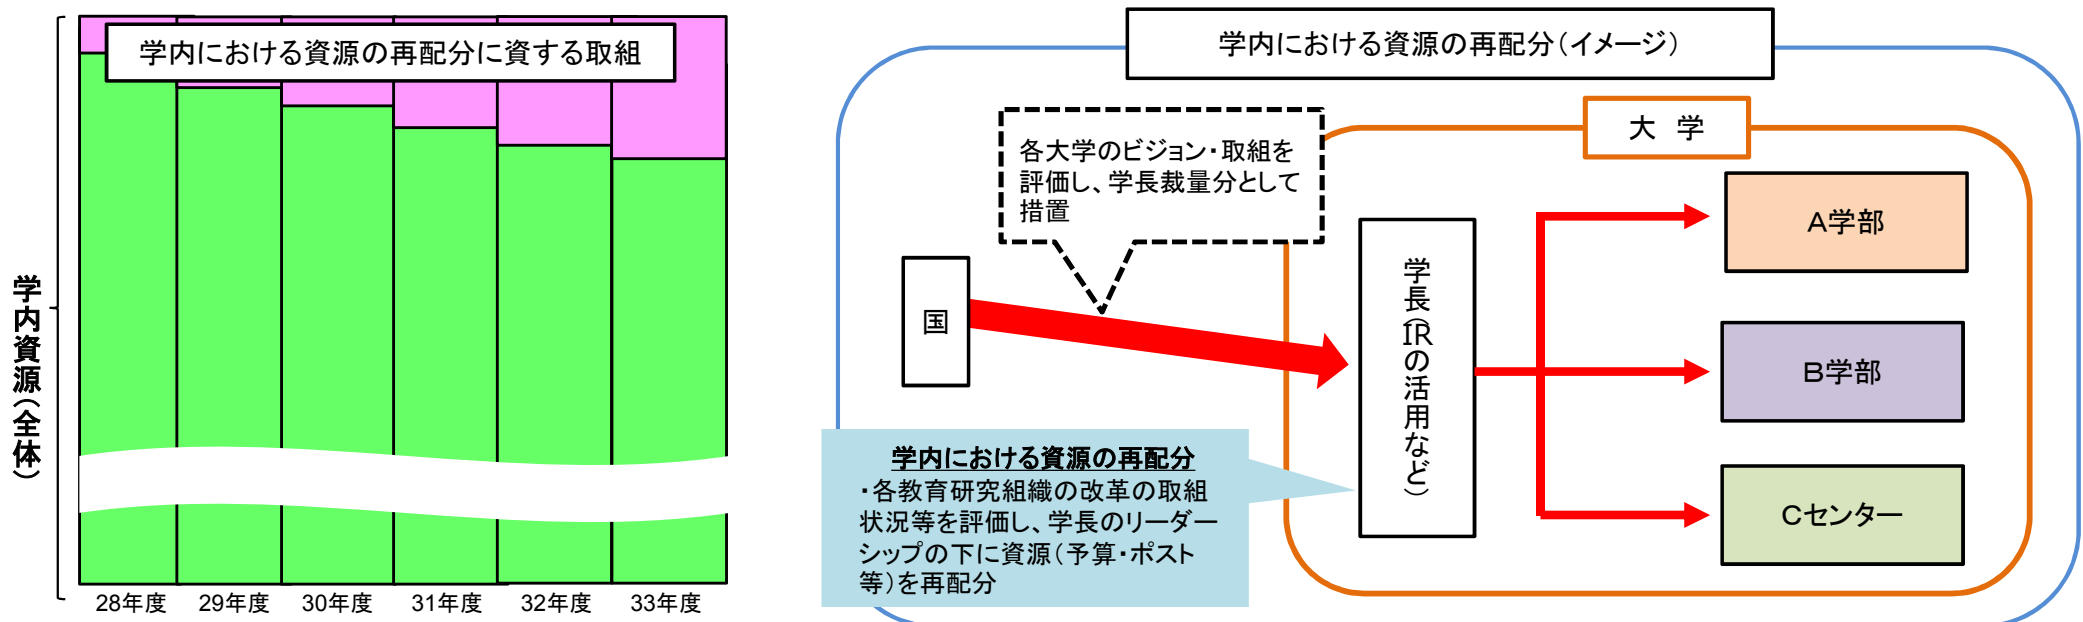 学内における資源の再配分に資する取組
学内資源(全体)
28年度
29年度
30年度
31年度
32年度
33年度
学内における資源の再配分(イメージ)
大 学
各大学のビジョン・取組を
評価し、学長裁量分として
措置
国
学長(IRの活用など)
A学部
B学部
Cセンター
学内における資源の再配分
・各教育研究組織の改革の取組
状況等を評価し、学長のリーダー
シップの下に資源(予算・ポスト
等)を再配分